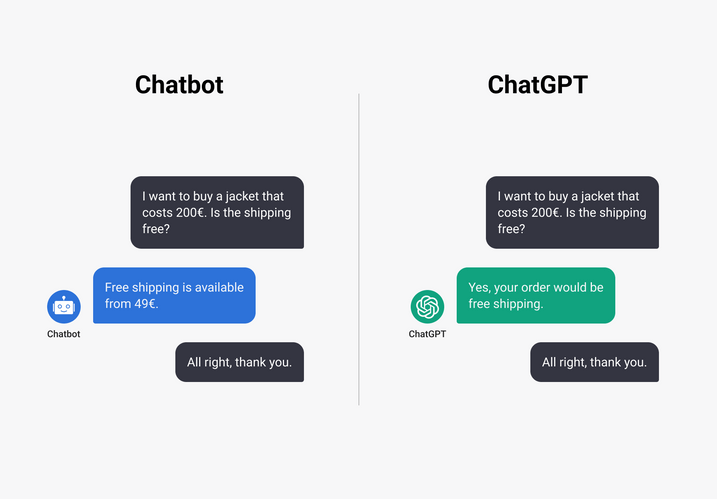 Chatbot
I want to buy a jacket that
costs 200€. Is the shipping
free?
Free shipping is available
from 49€.
Chatbot
All right, thank you.
ChatGPT
I want to buy a jacket that
costs 200€. Is the shipping
free?
Yes, your order would be
free shipping.
ChatGPT
All right, thank you.